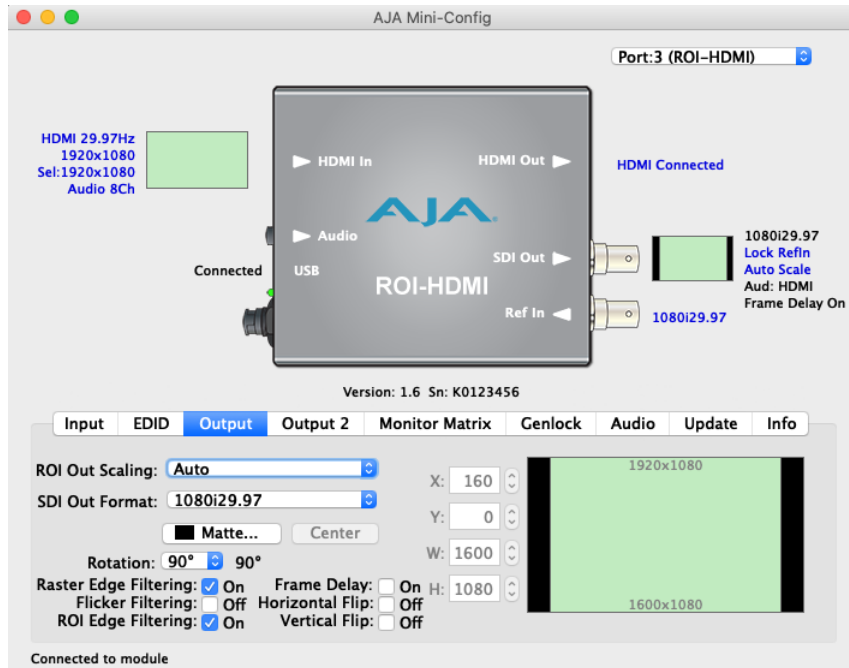 AJA Mini-Config
Port:3 (ROI-HDMI)
HDMI 29.97Hz
1920x1080
Sel:1920x1080
Audio 8Ch
HDMI In
HDMI Out
HDMI Connected
AJA
Audio
USB
Connected
SDI Out
ROI-HDMI
Ref In
1080i29.97
Lock RefIn
Auto Scale
Aud: HDMI
Frame Delay On
1080i29.97
Version: 1.6 Sn: K0123456
Input EDID Output Output 2 Monitor Matrix Genlock Audio Update Info
ROI Out Scaling: Auto
SDI Out Format: 1080i29.97
Matte... Center
Rotation: 90° 90°
Raster Edge Filtering: On Frame Delay: On
Flicker Filtering: Off Horizontal Flip: Off
ROI Edge Filtering: On Vertical Flip: Off
X: 160
Y: 0
W: 1600
H: 1080
1920x1080
1600x1080
Connected to module